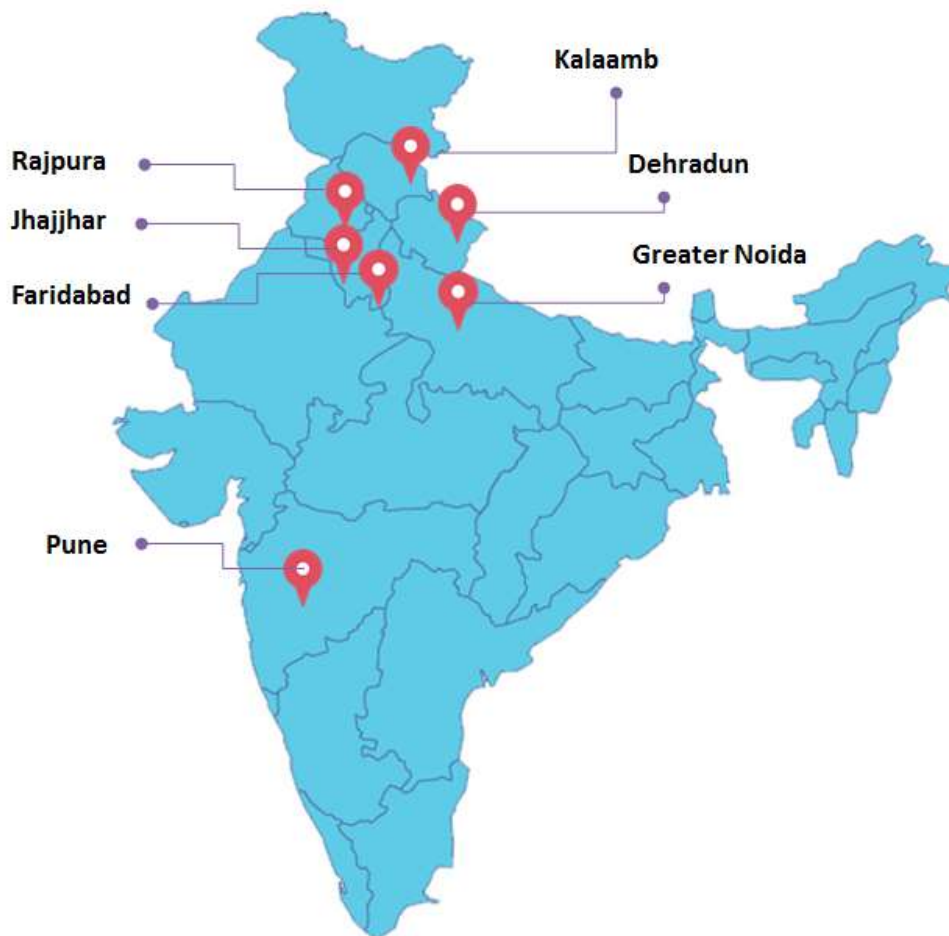 Kalaamb
Rajpura
Dehradun
Jhajjhar
Greater Noida
Faridabad
Pune